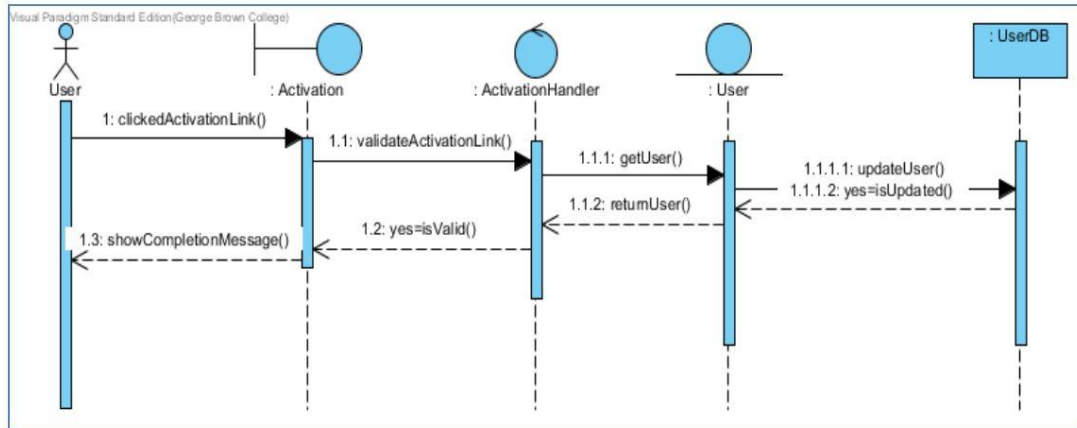 Visual Paradigm Standard Edition(George Brown College)
: UserDB
User
: Activation
: ActivationHandler
: User
1: clickedActivationLink()
1.1: validateActivationLink()
1.1.1: getUser()
1.1.1.1: updateUser()
1.1.1.2: yes=isUpdated()
1.1.2: returnUser()
1.2: yes=isValid()
1.3: showCompletionMessage()